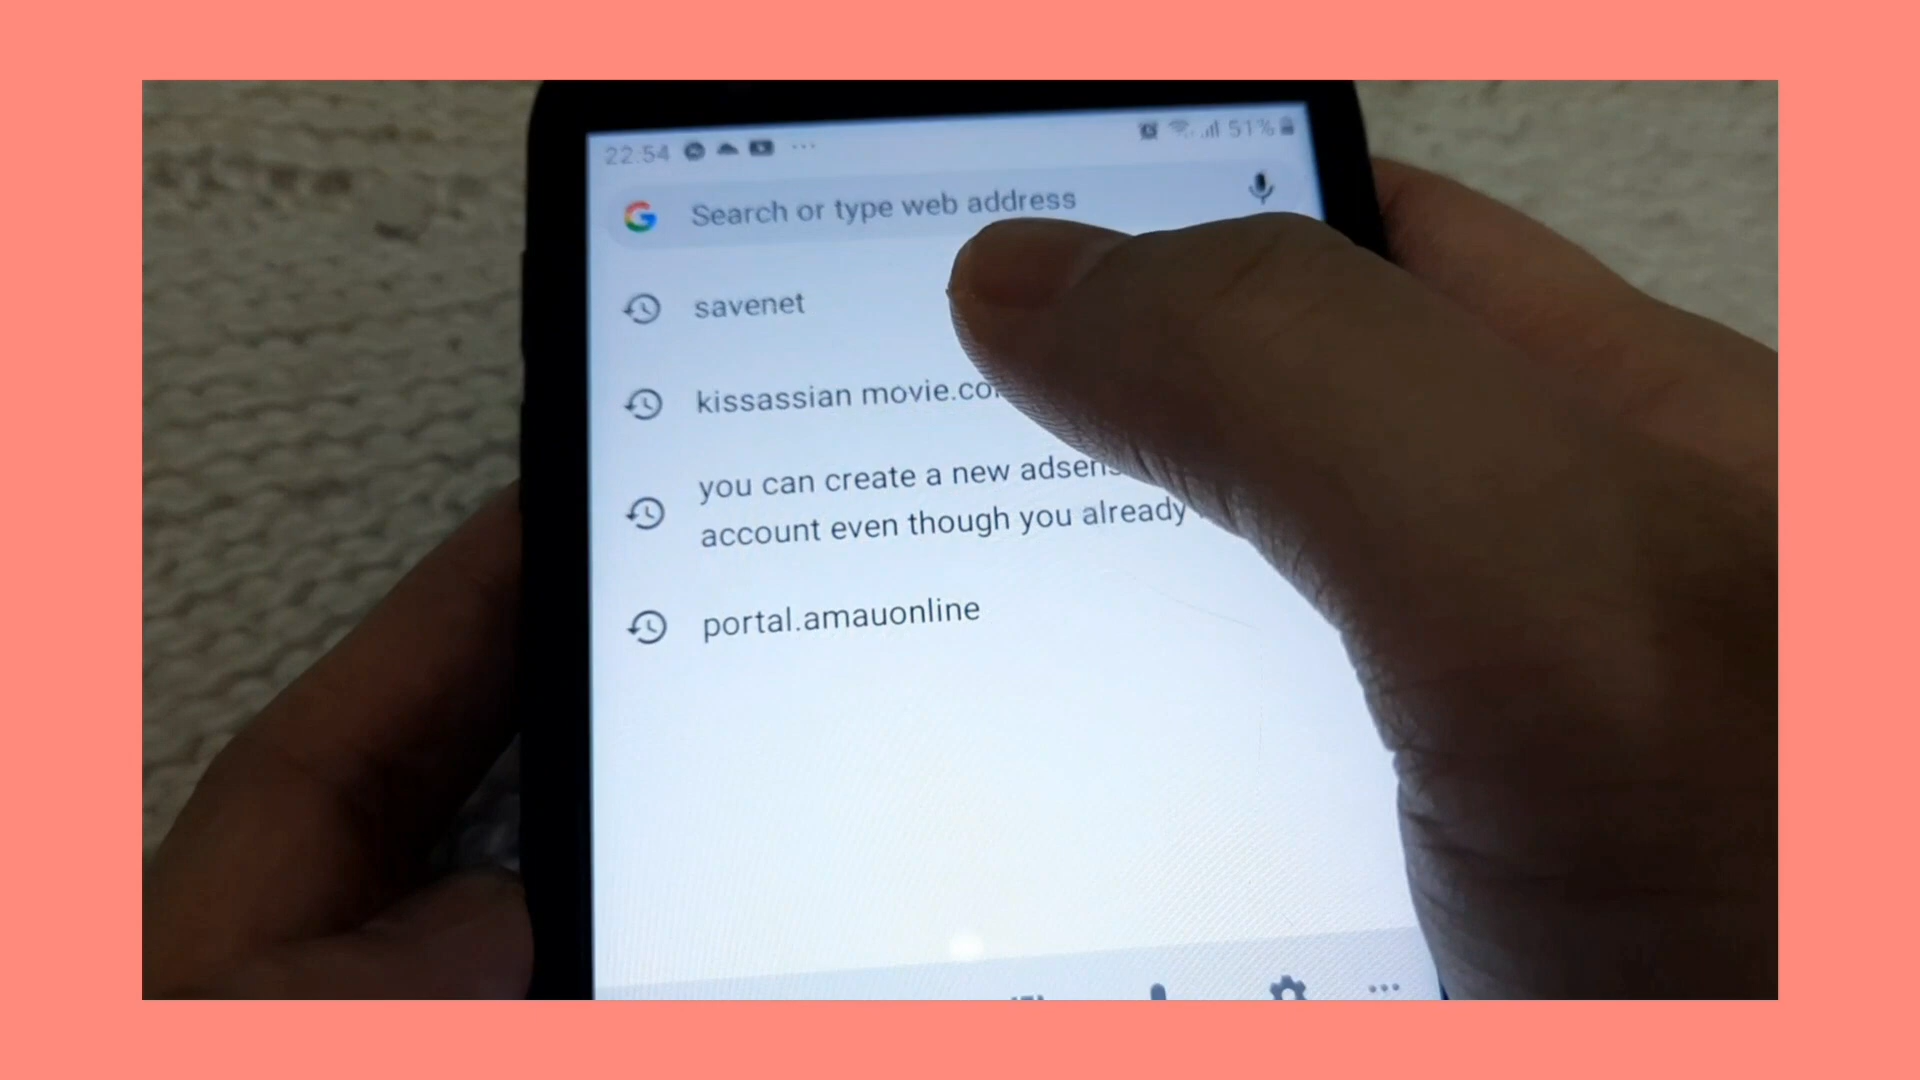 22:54
51%
Search or type web address
savenet
kissassian movie.co
you can create a new adsens
account even though you already
portal.amauonline